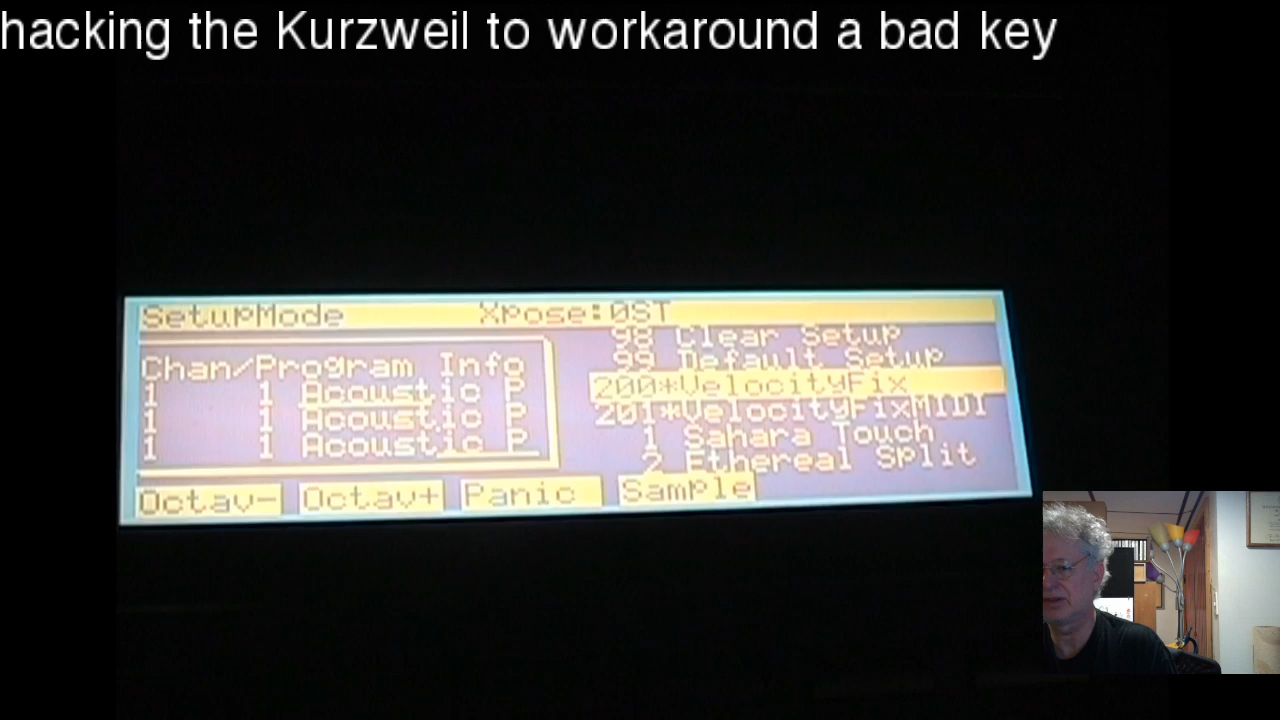 hacking the Kurzweil to workaround a bad key
SetupMode Xpose:0ST
Chan/Program Info
1 1 Acoustic P
1 1 Acoustic P
1 1 Acoustic P
98 Clear Setup
99 Default Setup
200*VelocityFix
201*VelocityFixMIDI
1 Sahara Touch
2 Ethereal Split
Octav- Octav+ Panic Sample